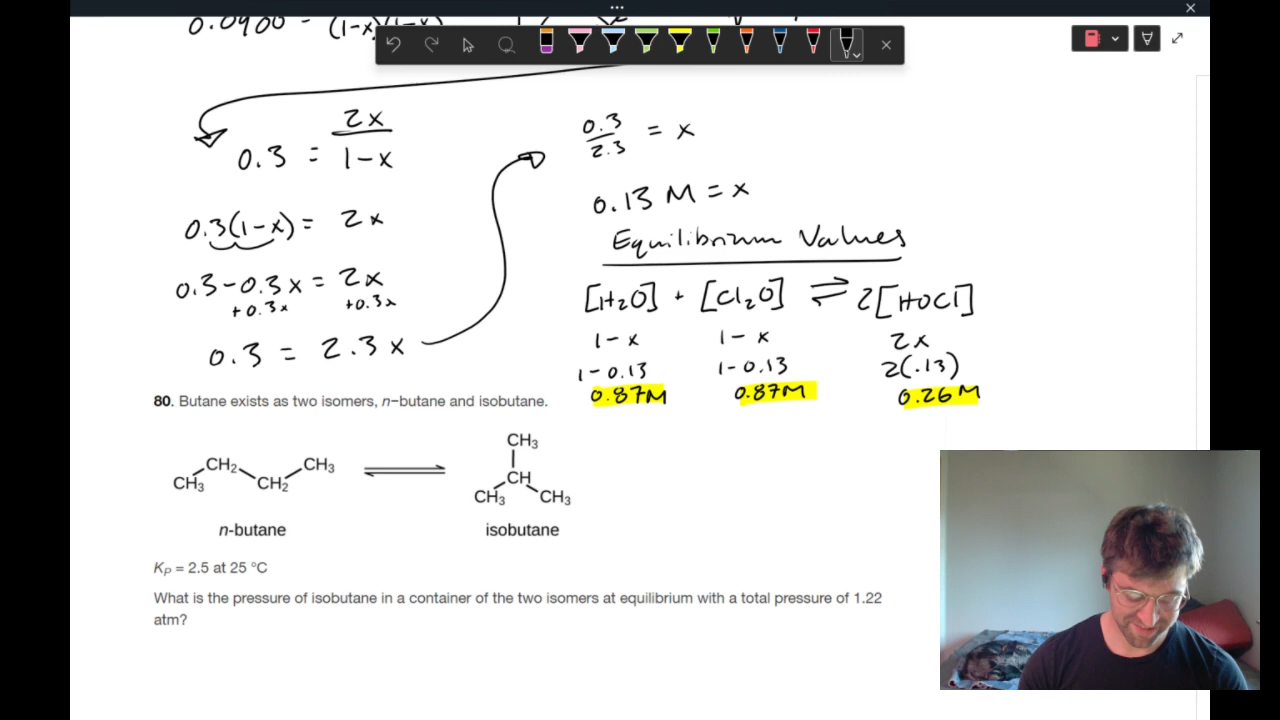 0.0900 = (1-x)(1-x)
0.3 = 2x / 1-x
0.3(1-x) = 2x
0.3-0.3x = 2x
+0.3x +0.3x
0.3 = 2.3x
0.3 / 2.3 = x
0.13 M = x
Equilibrium Values
[H2O] + [Cl2O] ⇌ 2[HOCl]
1-x 1-x 2x
1-0.13 1-0.13 2(.13)
0.87M 0.87M 0.26M
80. Butane exists as two isomers, n−butane and isobutane.
CH3
CH2 CH3 CH
CH3 CH2 CH3 CH3
n-butane isobutane
KP = 2.5 at 25 °C
What is the pressure of isobutane in a container of the two isomers at equilibrium with a total pressure of 1.22
atm?